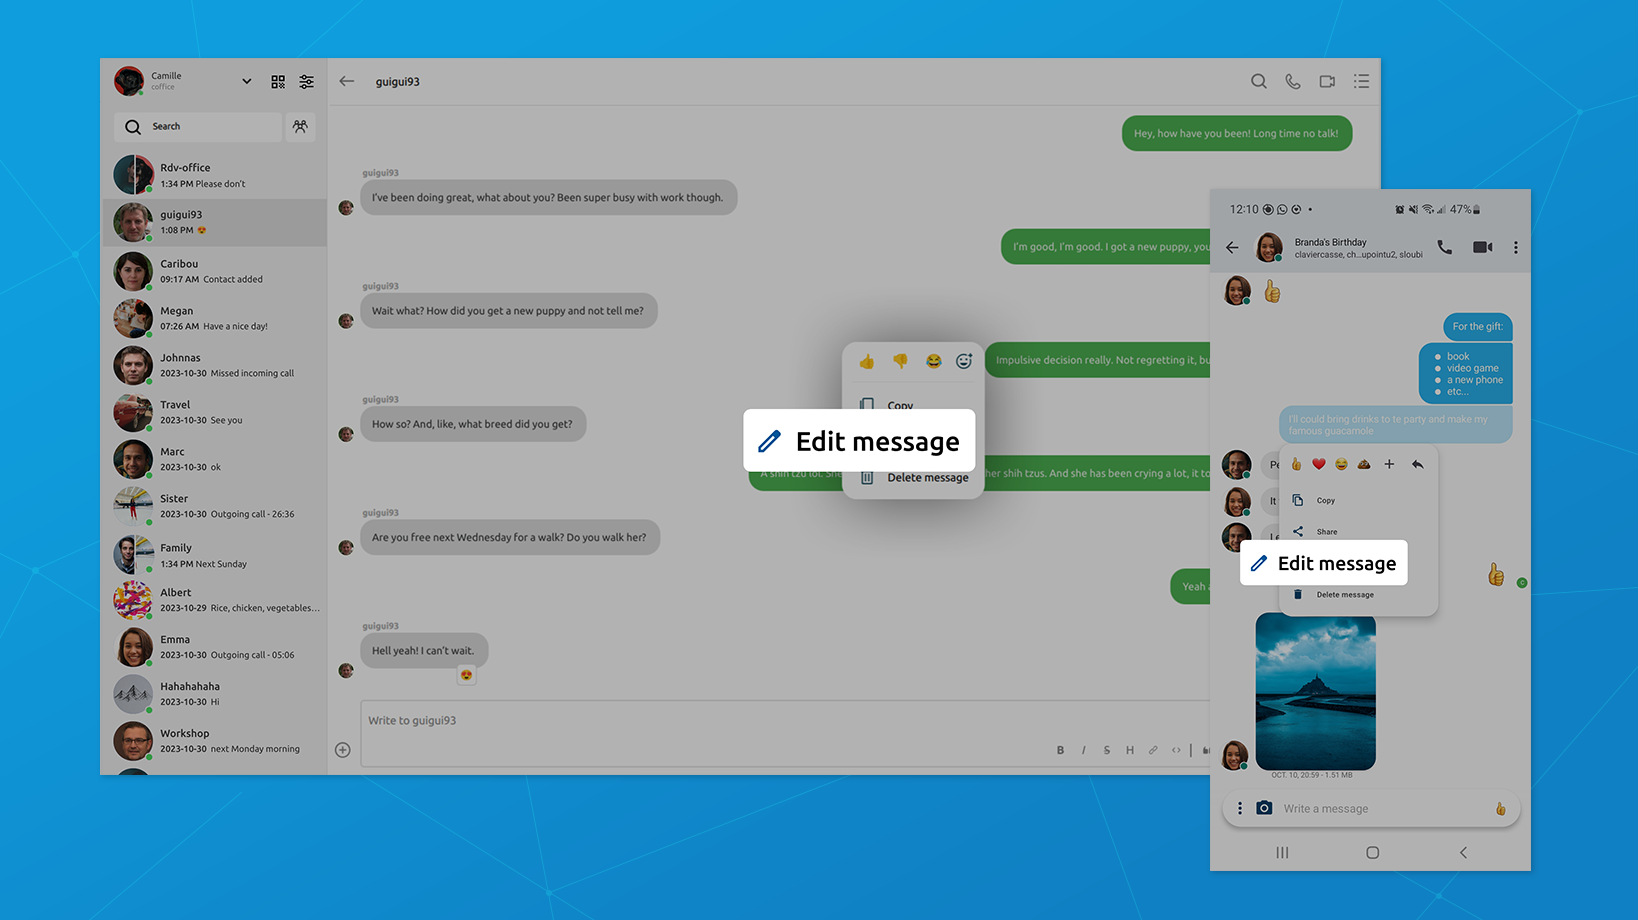 Camille
coffice
Search
Rdv-office
1:34 PM Please don't
guigui93
1:08 PM
Caribou
09:17 AM Contact added
Megan
07:26 AM Have a nice day!
Johnnas
2023-10-30 Missed incoming call
Travel
2023-10-30 See you
Marc
2023-10-30 ok
Sister
2023-10-30 Outgoing call - 26:36
Family
1:34 PM Next Sunday
Albert
2023-10-29 Rice, chicken, vegetables...
Emma
2023-10-30 Outgoing call - 05:06
Hahahahaha
2023-10-30 Hi
Workshop
2023-10-30 next Monday morning
guigui93
Hey, how have you been! Long time no talk!
guigui93
I've been doing great, what about you? Been super busy with work though.
I'm good, I'm good. I got a new puppy, you
guigui93
Wait what? How did you get a new puppy and not tell me?
Impulsive decision really. Not regretting it, bu
Copy
Edit message
Delete message
guigui93
How so? And, like, what breed did you get?
A shih tzu lol. She
her shih tzus. And she has been crying a lot, it to
guigui93
Are you free next Wednesday for a walk? Do you walk her?
Yeah a
guigui93
Hell yeah! I can't wait.
Write to guigui93
B I S H
12:10
47%
Branda's Birthday
claviercasse, ch...upointu2, sloubi
For the gift:
book
video game
a new phone
etc...
I'll could bring drinks to te party and make my
famous guacamole
Pe
It
Copy
Share
Edit message
Delete message
C
OCT. 10, 20:59 - 1.51 MB
Write a message